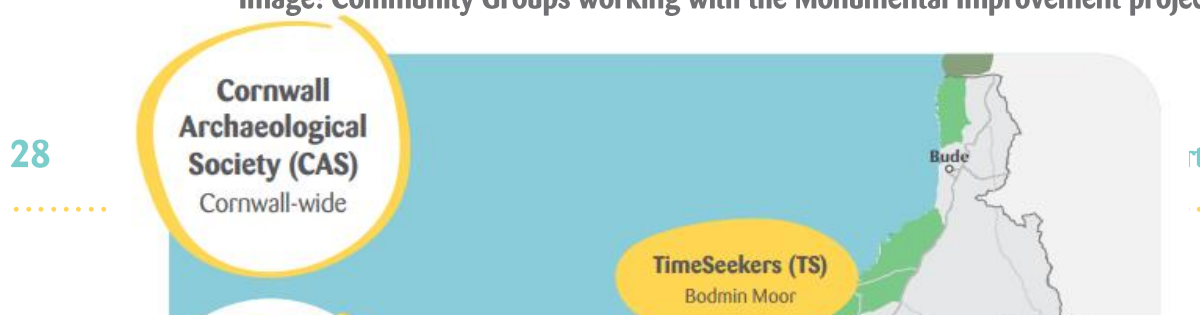 Image: Community Groups working with the Monumental Improvement
Cornwall
Archaeological
Society (CAS)
Cornwall-wide
28
Bude
TimeSeekers (TS)
Bodmin Moor